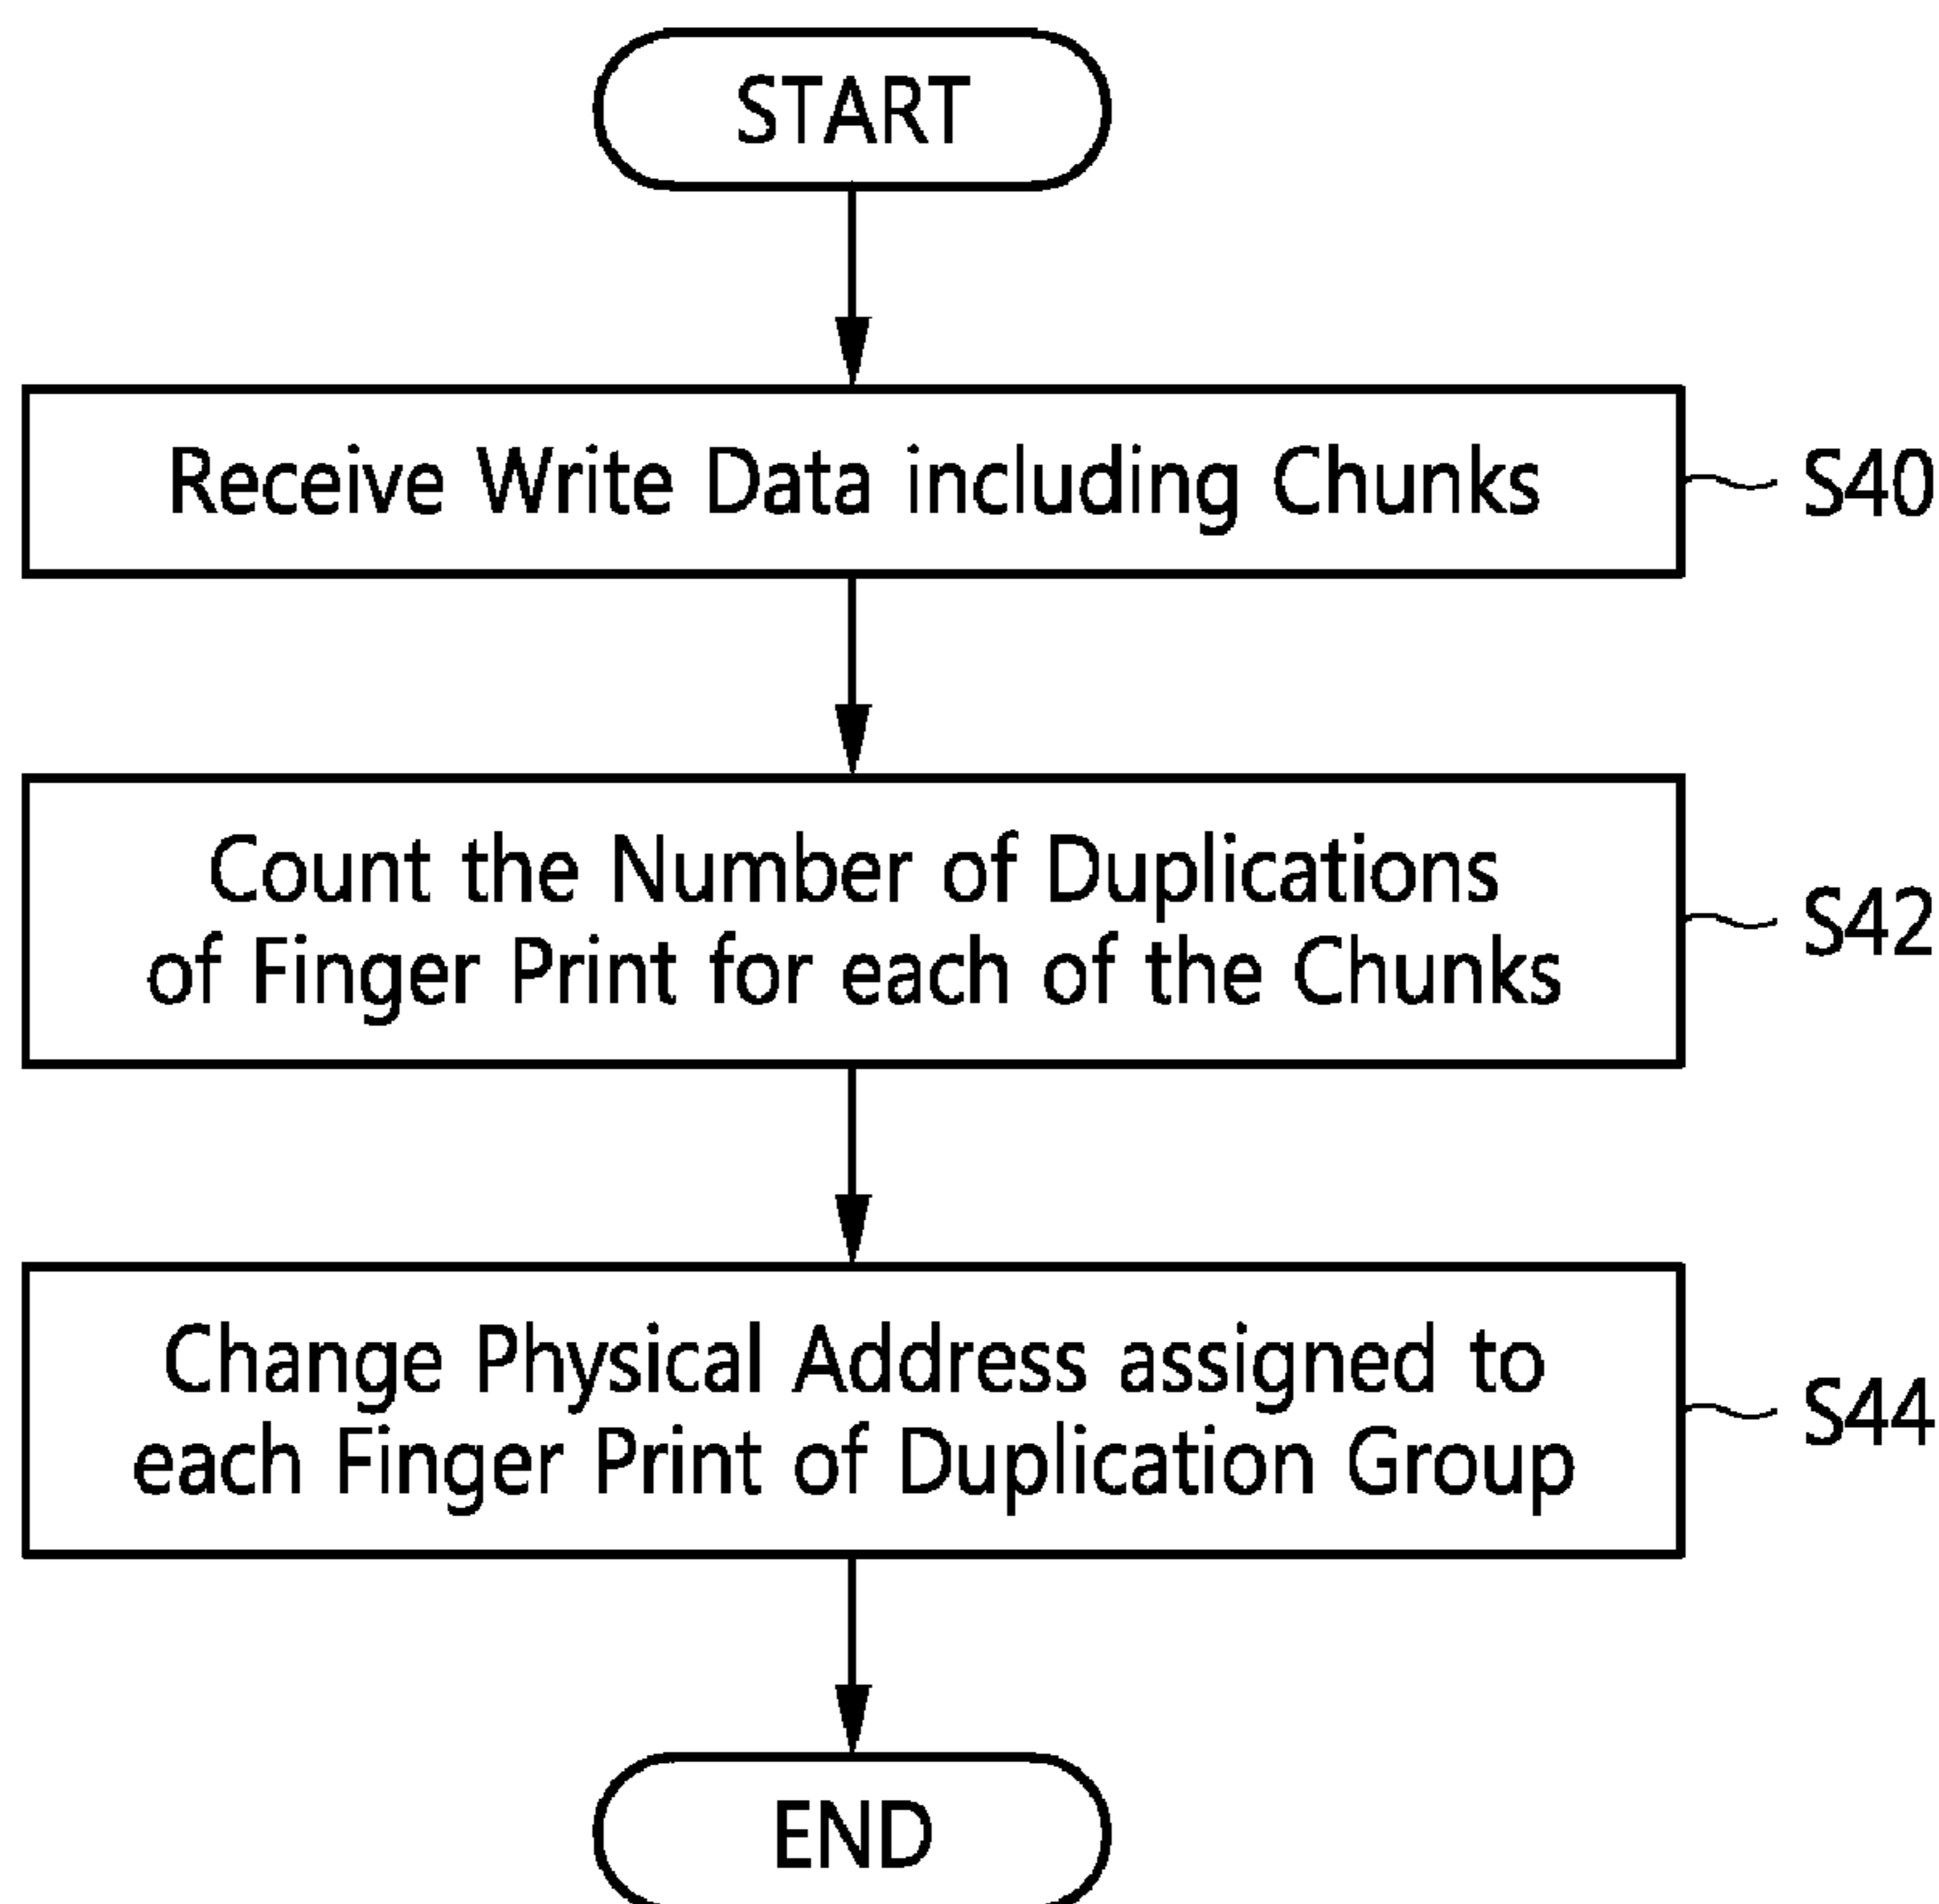 START
Receive Write Data including Chunks
S40
Count the Number of Duplications
of Finger Print for each of the Chunks
S42
Change Physical Address assigned to
each Finger Print of Duplication Group
S44
END